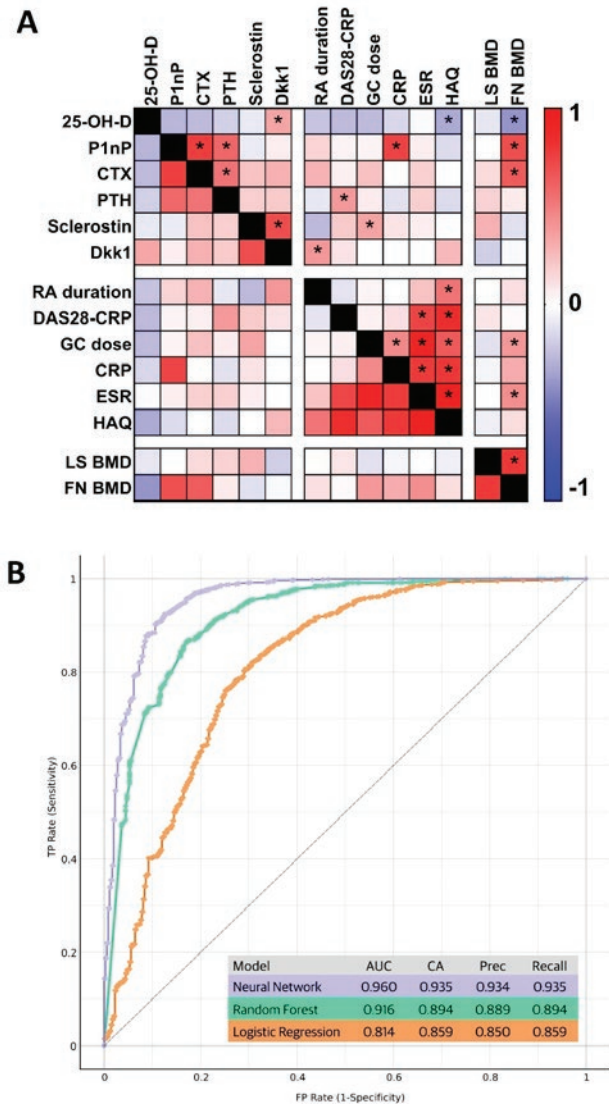 A
25-OH-D P1nP CTX PTH Sclerostin Dkk1 RA duration DAS28-CRP GC dose CRP ESR HAQ LS BMD FN BMD
25-OH-D * * *
P1nP * * * *
CTX * *
PTH *
Sclerostin * *
Dkk1 *
RA duration *
DAS28-CRP * *
GC dose * * * *
CRP * *
ESR * *
HAQ
LS BMD *
FN BMD
1
0
-1
B
1
0.8
0.6
0.4
0.2
0
TP Rate (Sensitivity)
Model AUC CA Prec Recall
Neural Network 0.960 0.935 0.934 0.935
Random Forest 0.916 0.894 0.889 0.894
Logistic Regression 0.814 0.859 0.850 0.859
0 0.2 0.4 0.6 0.8 1
FP Rate (1-Specificity)